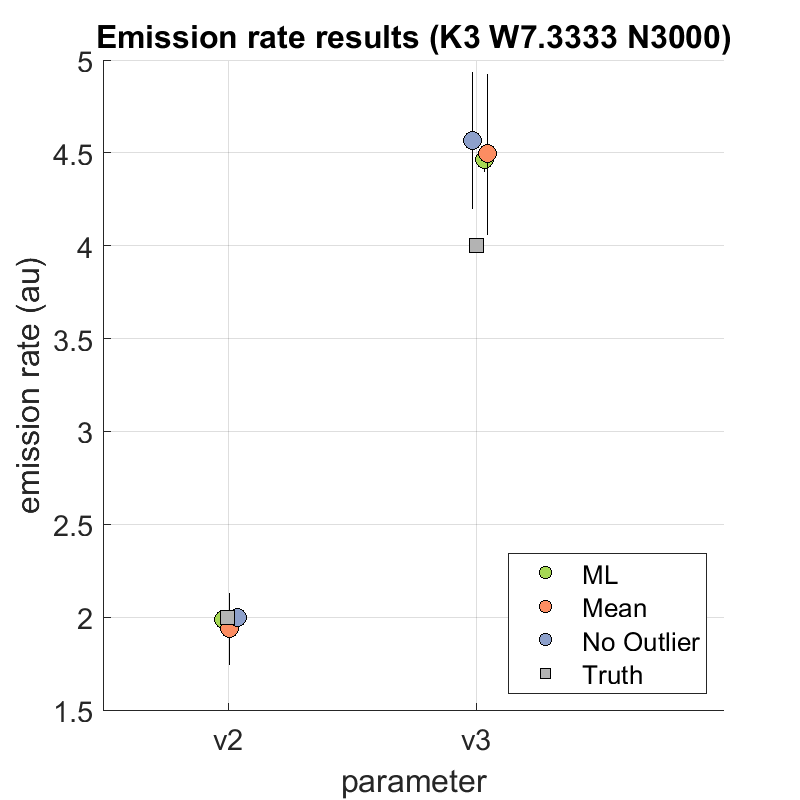 Emission rate results (K3 W7.3333 N3000)
5
4.5
4
3.5
3
2.5
2
1.5
emission rate (au)
v2
v3
parameter
ML
Mean
No Outlier
Truth